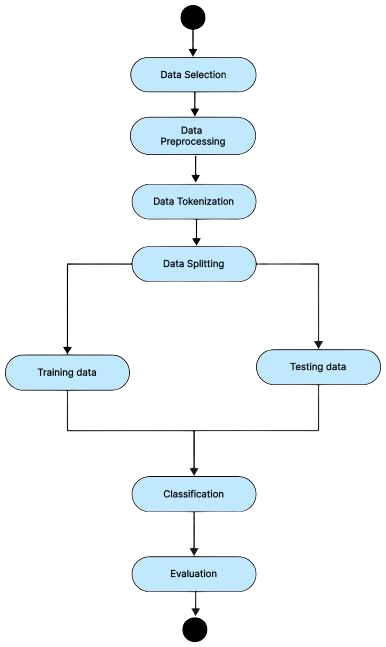 Data Selection
Data
Preprocessing
Data Tokenization
Data Splitting
Training data
Testing data
Classification
Evaluation